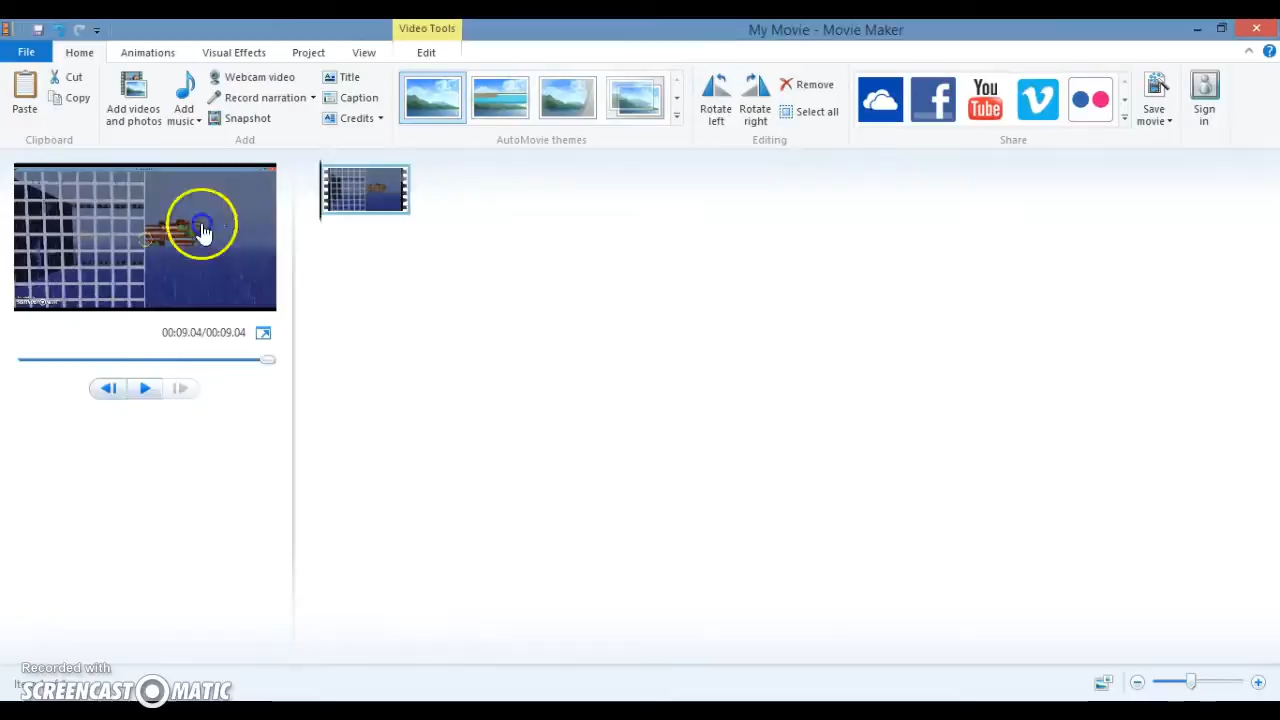 Video Tools
My Movie - Movie Maker
File
Home
Animations
Visual Effects
Project
View
Edit
Paste
Cut
Copy
Clipboard
Add videos
and photos
Add
music
Webcam video
Record narration
Snapshot
Title
Caption
Credits
Add
AutoMovie themes
Rotate
left
Rotate
right
Remove
Select all
Editing
You
Tube
Share
Save
movie
Sign
in
00:09.04/00:09.04
Recorded with
SCREENCAST MATIC